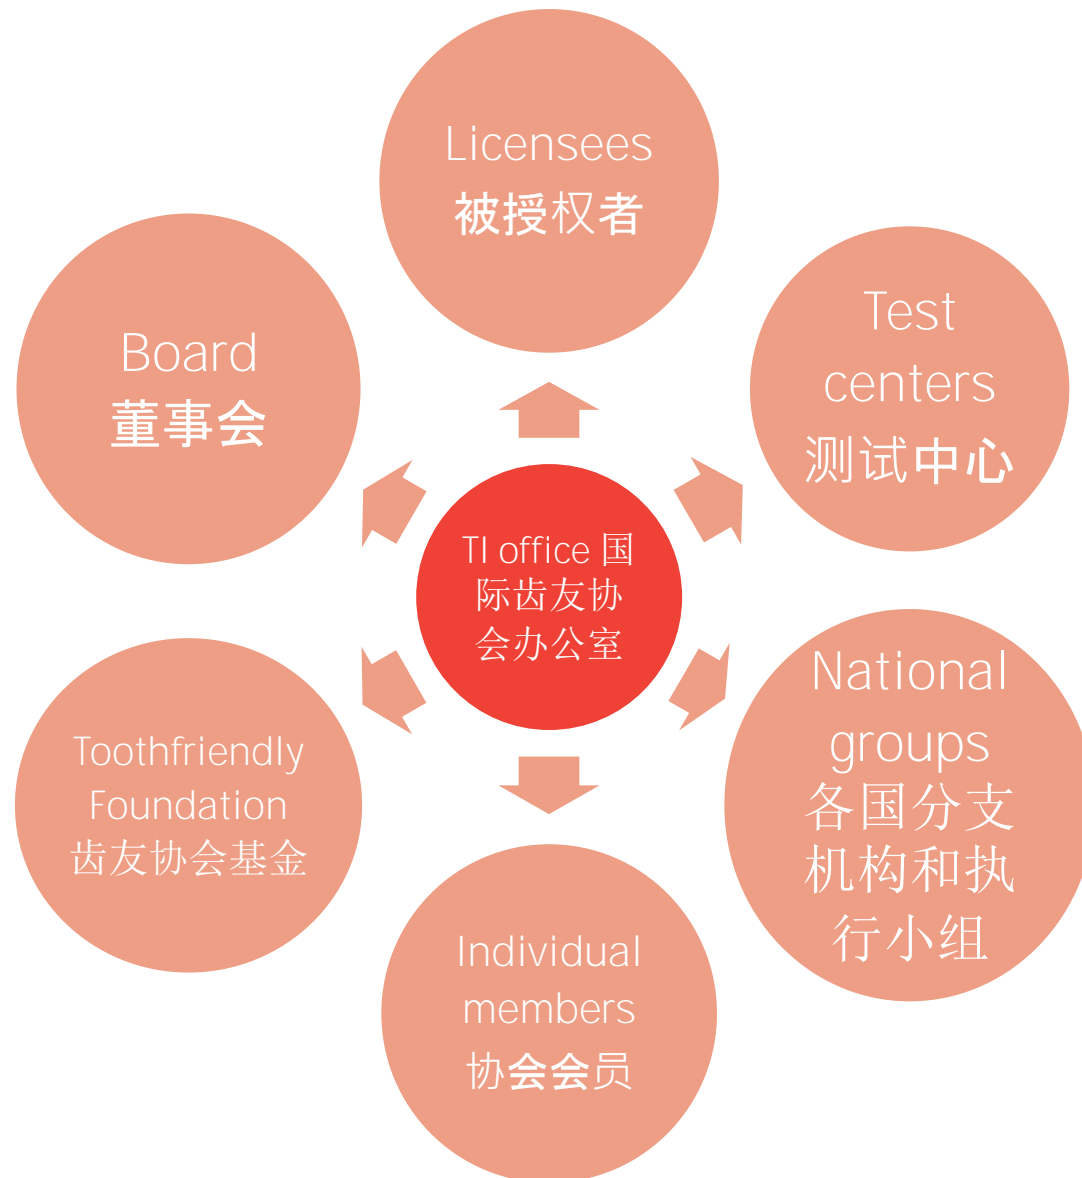 Licensees
被授权者
Board
董事会
Test
centers
测试中心
TI office 国
际齿友协
会办公室
Toothfriendly
Foundation
齿友协会基金
National
groups
各国分支
机构和执
行小组
Individual
members
协会会员